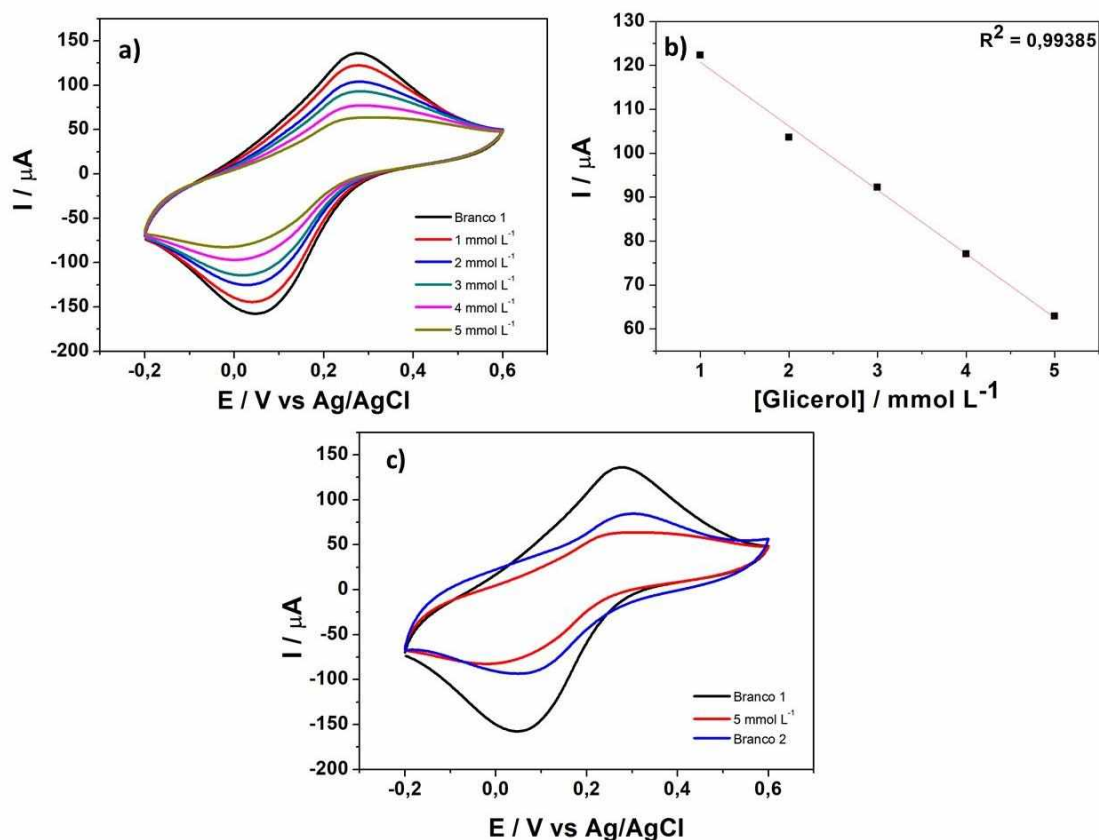 a)
150
100
50
0
-50
-100
-150
-200
I / μA
-0,2 0,0 0,2 0,4 0,6
E / V vs Ag/AgCl
Branco 1
1 mmol L⁻¹
2 mmol L⁻¹
3 mmol L⁻¹
4 mmol L⁻¹
5 mmol L⁻¹
b)
R² = 0,99385
130
120
110
100
90
80
70
60
I / μA
1 2 3 4 5
[Glicerol] / mmol L⁻¹
c)
150
100
50
0
-50
-100
-150
-200
I / μA
-0,2 0,0 0,2 0,4 0,6
E / V vs Ag/AgCl
Branco 1
5 mmol L⁻¹
Branco 2